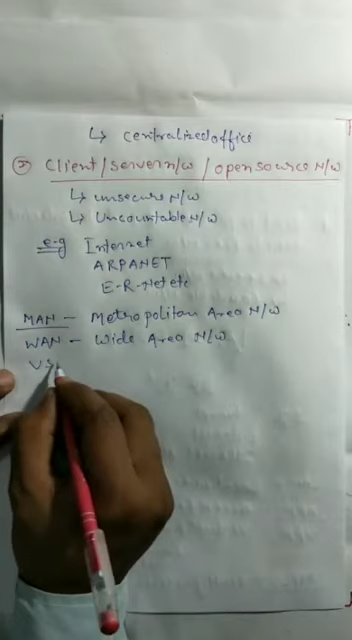 ↳ centralized office
② Client/server n/w / open source N/W
↳ unsecure N/W
↳ Uncountable N/W
e-g Internet
ARPANET
E-R-Net etc
MAN - Metropolitan Area N/W
WAN - Wide Area N/W
VS